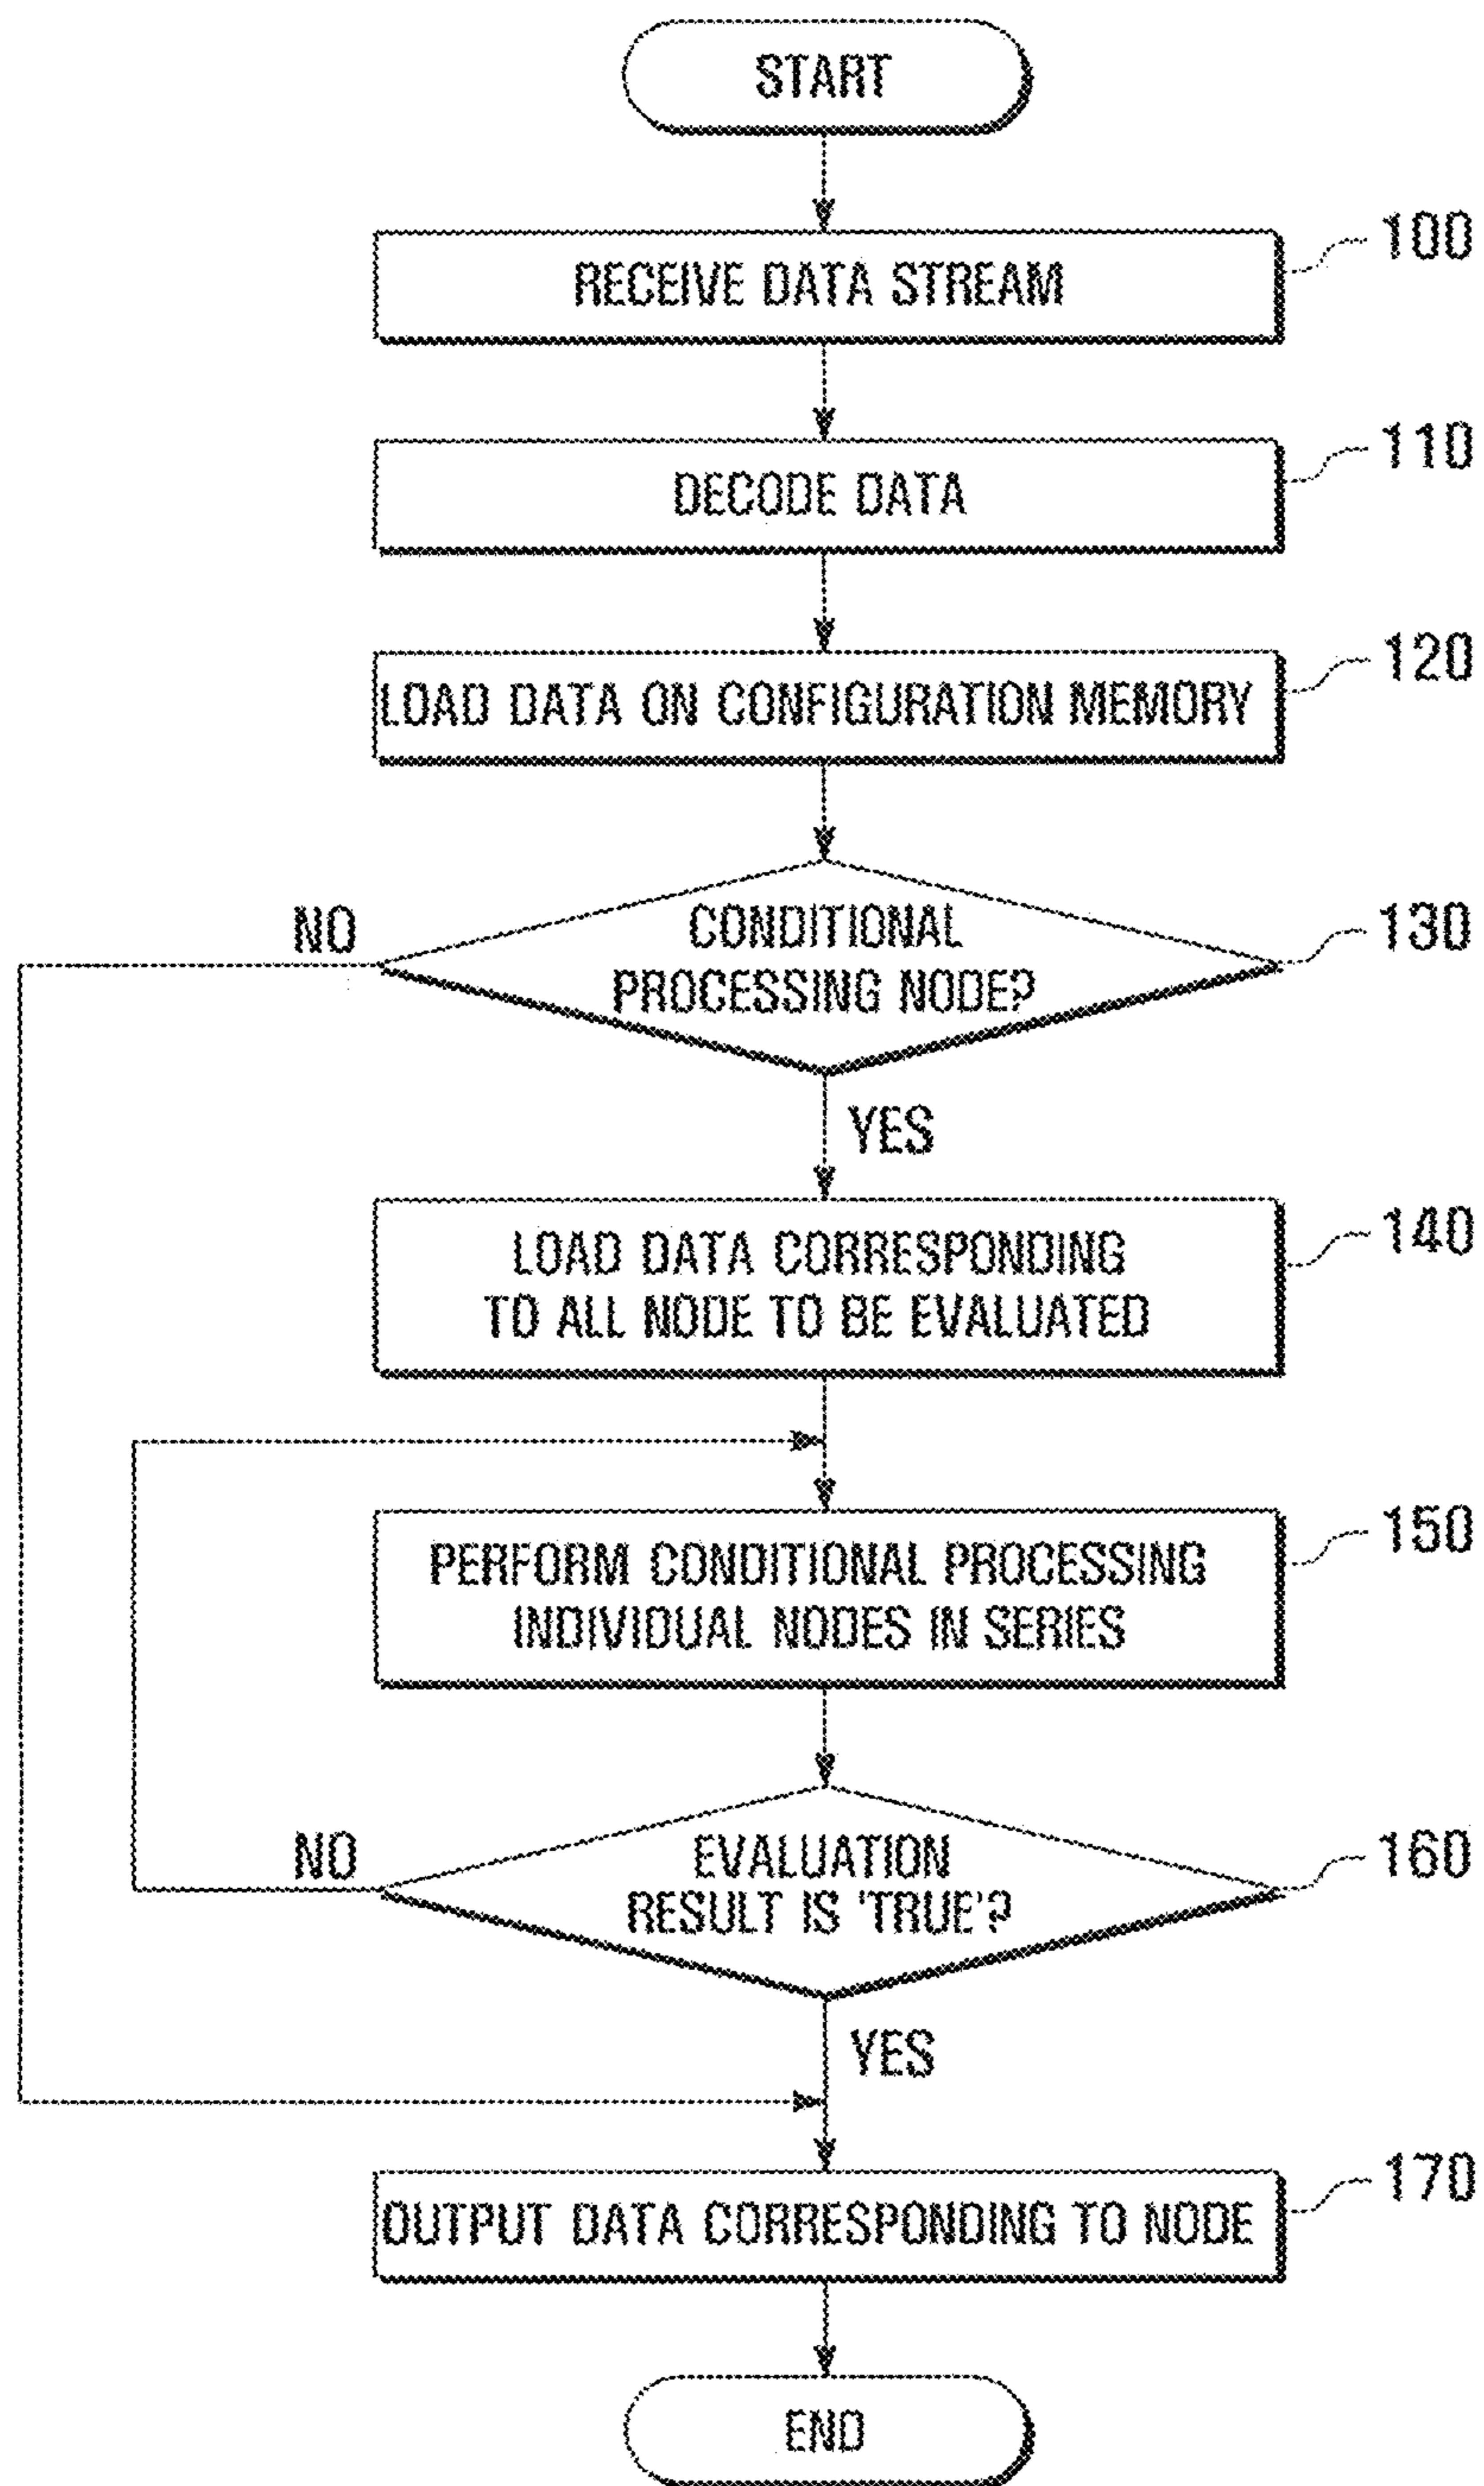 START
RECEIVE DATA STREAM
100
DECODE DATA
110
LOAD DATA ON CONFIGURATION MEMORY
120
NO
CONDITIONAL
PROCESSING NODE?
130
YES
LOAD DATA CORRESPONDING
TO ALL NODE TO BE EVALUATED
140
PERFORM CONDITIONAL PROCESSING
INDIVIDUAL NODES IN SERIES
150
NO
EVALUATION
RESULT IS 'TRUE'?
160
YES
OUTPUT DATA CORRESPONDING TO NODE
170
END